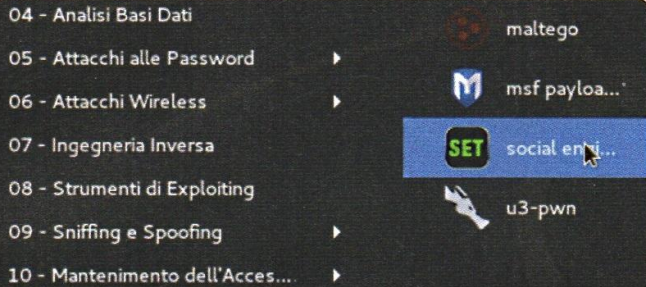 04 - Analisi Basi Dati
05 - Attacchi alle Password
06 - Attacchi Wireless
07 - Ingegneria Inversa
08 - Strumenti di Exploiting
09 - Sniffing e Spoofing
10 - Mantenimento dell'Acces...
maltego
msf payloa...
SET
social engi...
u3-pwn